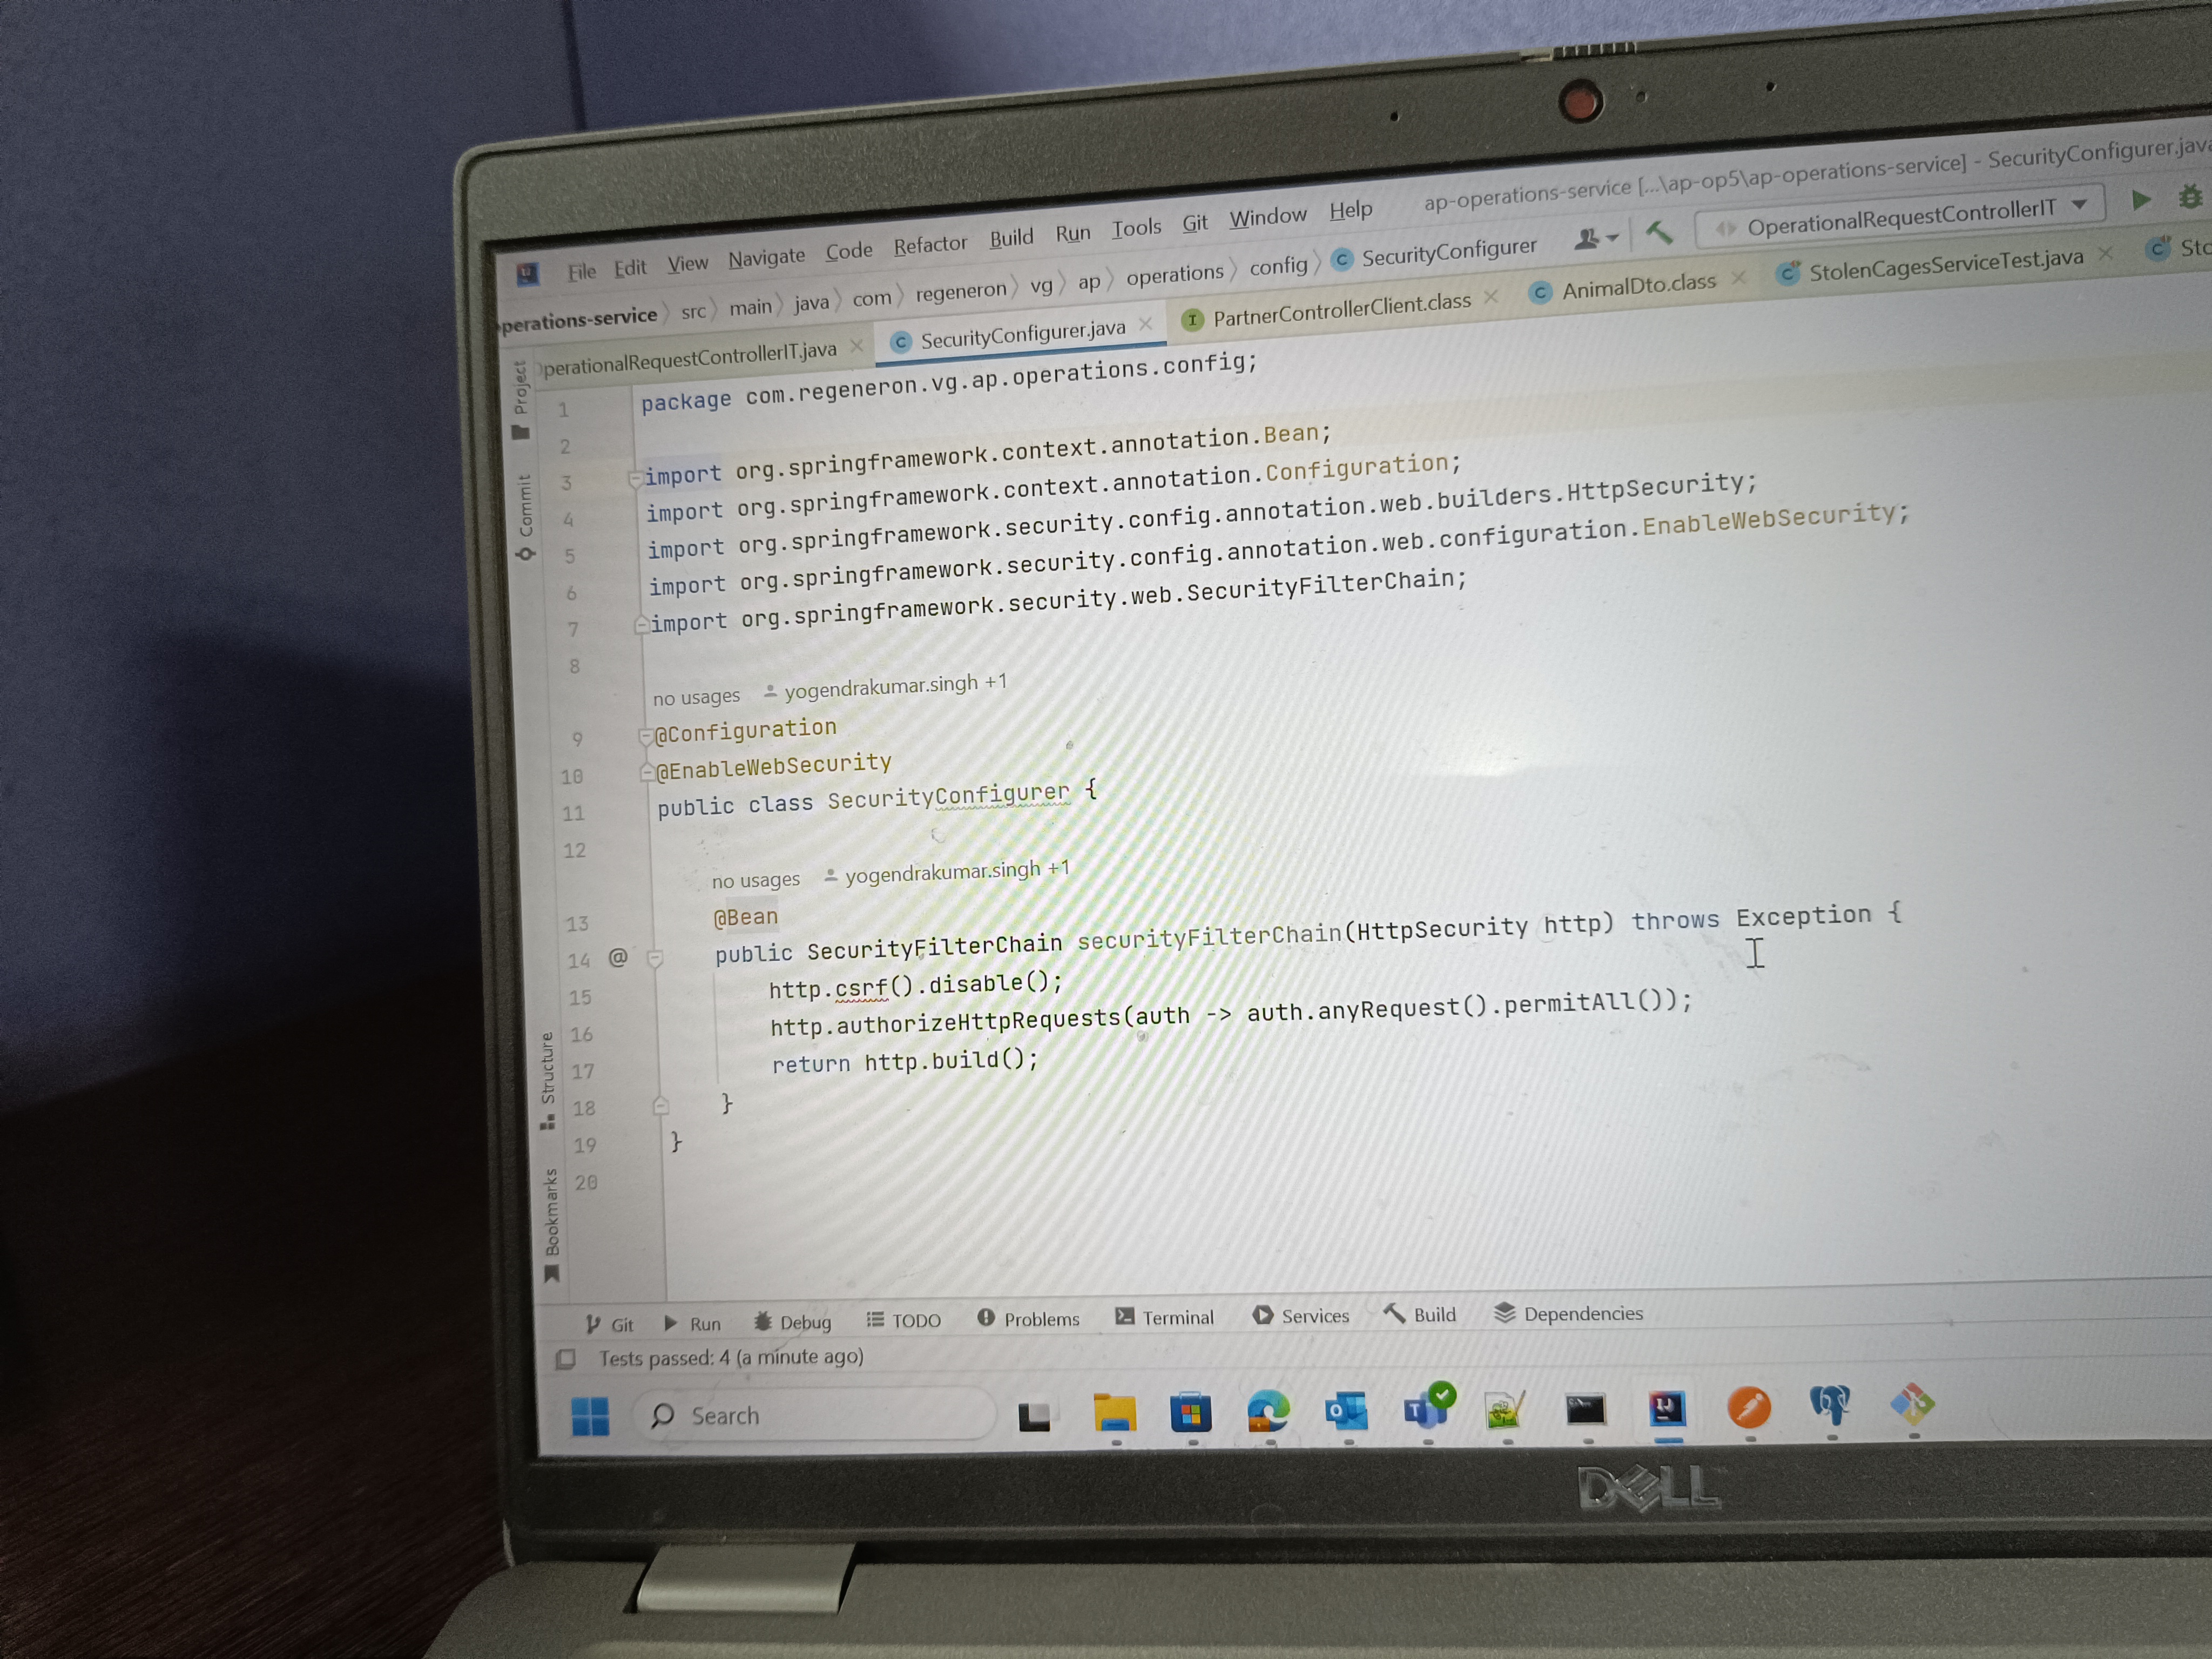 File Edit View Navigate Code Refactor Build Run Tools Git Window Help ap-operations-service [...\ap-op5\ap-operations-service] - SecurityConfigurer.java
perations-service src main java com regeneron vg ap operations config SecurityConfigurer OperationalRequestControllerIT
perationalRequestControllerIT.java SecurityConfigurer.java PartnerControllerClient.class AnimalDto.class StolenCagesServiceTest.java Sto
Project
Commit
Structure
Bookmarks
1 package com.regeneron.vg.ap.operations.config;
2
3 import org.springframework.context.annotation.Bean;
4 import org.springframework.context.annotation.Configuration;
5 import org.springframework.security.config.annotation.web.builders.HttpSecurity;
6 import org.springframework.security.config.annotation.web.configuration.EnableWebSecurity;
7 import org.springframework.security.web.SecurityFilterChain;
8
no usages yogendrakumar.singh +1
9 @Configuration
10 @EnableWebSecurity
11 public class SecurityConfigurer {
12
no usages yogendrakumar.singh +1
13 @Bean
14 @ public SecurityFilterChain securityFilterChain(HttpSecurity http) throws Exception {
15 http.csrf().disable();
16 http.authorizeHttpRequests(auth -> auth.anyRequest().permitAll());
17 return http.build();
18 }
19 }
20
Git Run Debug TODO Problems Terminal Services Build Dependencies
Tests passed: 4 (a minute ago)
Search
DELL